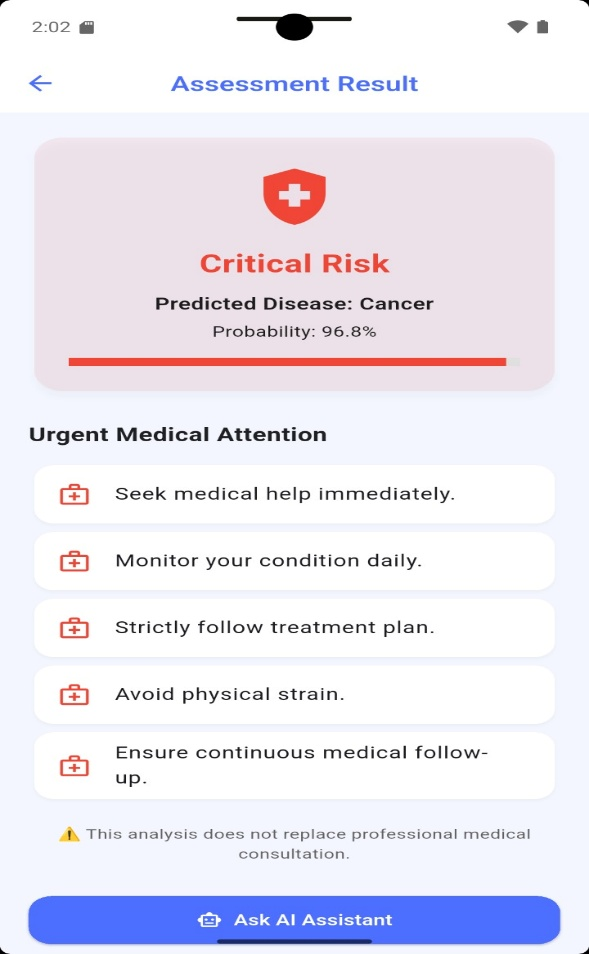 2:02
Assessment Result
Critical Risk
Predicted Disease: Cancer
Probability: 96.8%
Urgent Medical Attention
Seek medical help immediately.
Monitor your condition daily.
Strictly follow treatment plan.
Avoid physical strain.
Ensure continuous medical follow-
up.
⚠️ This analysis does not replace professional medical
consultation.
Ask AI Assistant